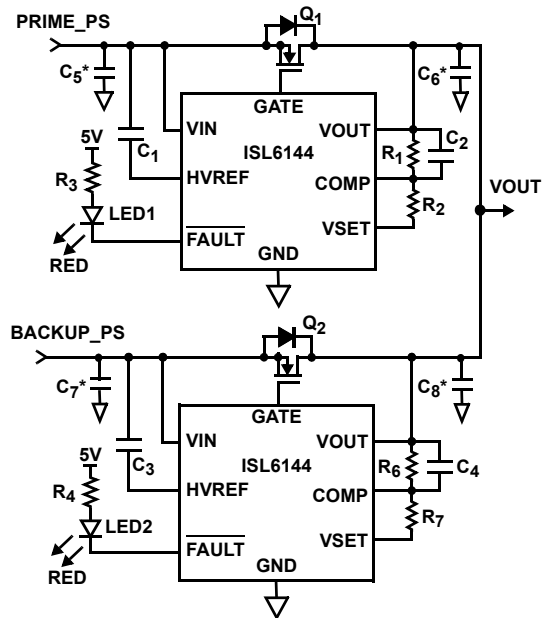 PRIME_PS
Q1
C5*
C6*
GATE
VIN
VOUT
C1
ISL6144
R1
C2
5V
HVREF
COMP
VOUT
R3
R2
LED1
VSET
FAULT
GND
RED
BACKUP_PS
Q2
C7*
C8*
GATE
VIN
VOUT
C3
ISL6144
R6
C4
5V
HVREF
COMP
R4
R7
LED2
VSET
FAULT
GND
RED